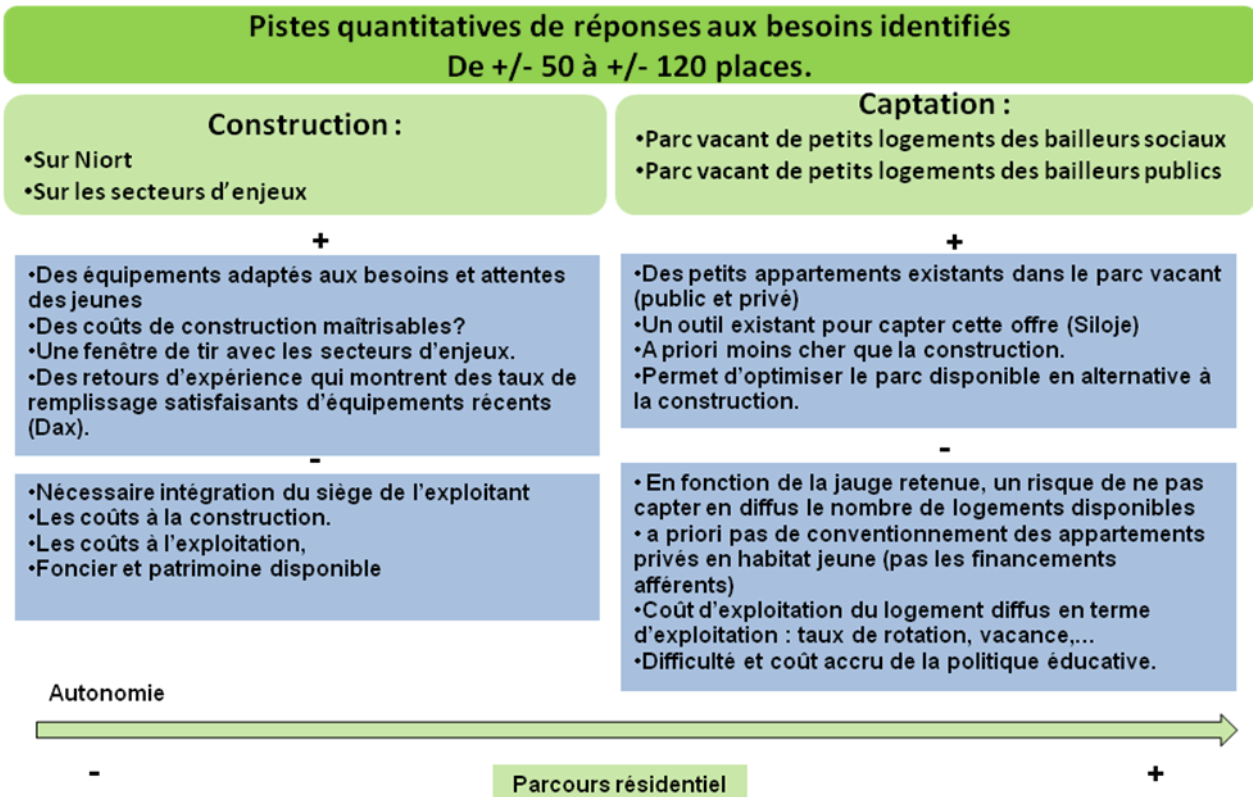 Pistes quantitatives de réponses aux besoins identifiés
De +/- 50 à +/- 120 places.
Construction :
•Sur Niort
•Sur les secteurs d'enjeux
+
•Des équipements adaptés aux besoins et attentes
des jeunes
•Des coûts de construction maîtrisables?
•Une fenêtre de tir avec les secteurs d'enjeux.
•Des retours d'expérience qui montrent des taux de
remplissage satisfaisants d'équipements récents
(Dax).
-
•Nécessaire intégration du siège de l'exploitant
•Les coûts à la construction.
•Les coûts à l'exploitation,
•Foncier et patrimoine disponible
Captation :
•Parc vacant de petits logements des bailleurs sociaux
•Parc vacant de petits logements des bailleurs publics
+
•Des petits appartements existants dans le parc vacant
(public et privé)
•Un outil existant pour capter cette offre (Siloje)
•A priori moins cher que la construction.
•Permet d'optimiser le parc disponible en alternative à
la construction.
-
• En fonction de la jauge retenue, un risque de ne pas
capter en diffus le nombre de logements disponibles
• a priori pas de conventionnement des appartements
privés en habitat jeune (pas les financements
afférents)
•Coût d'exploitation du logement diffus en terme
d'exploitation : taux de rotation, vacance,...
•Difficulté et coût accru de la politique éducative.
Autonomie
- +
Parcours résidentiel